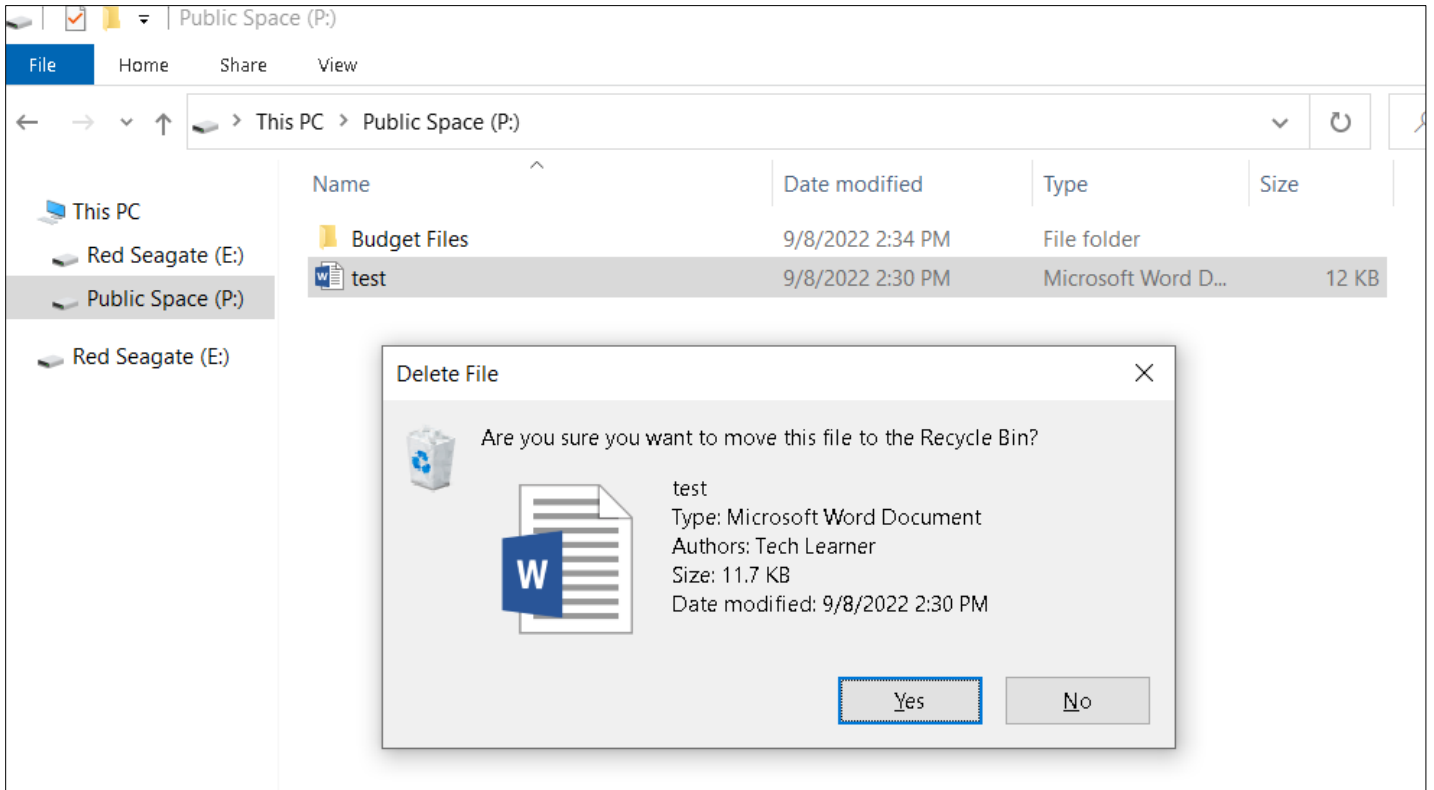 Public Space (P:)
File Home Share View
This PC > Public Space (P:)
Name Date modified Type Size
This PC
Red Seagate (E:)
Public Space (P:)
Red Seagate (E:)
Budget Files 9/8/2022 2:34 PM File folder
test 9/8/2022 2:30 PM Microsoft Word D... 12 KB
Delete File
Are you sure you want to move this file to the Recycle Bin?
W
test
Type: Microsoft Word Document
Authors: Tech Learner
Size: 11.7 KB
Date modified: 9/8/2022 2:30 PM
Yes No